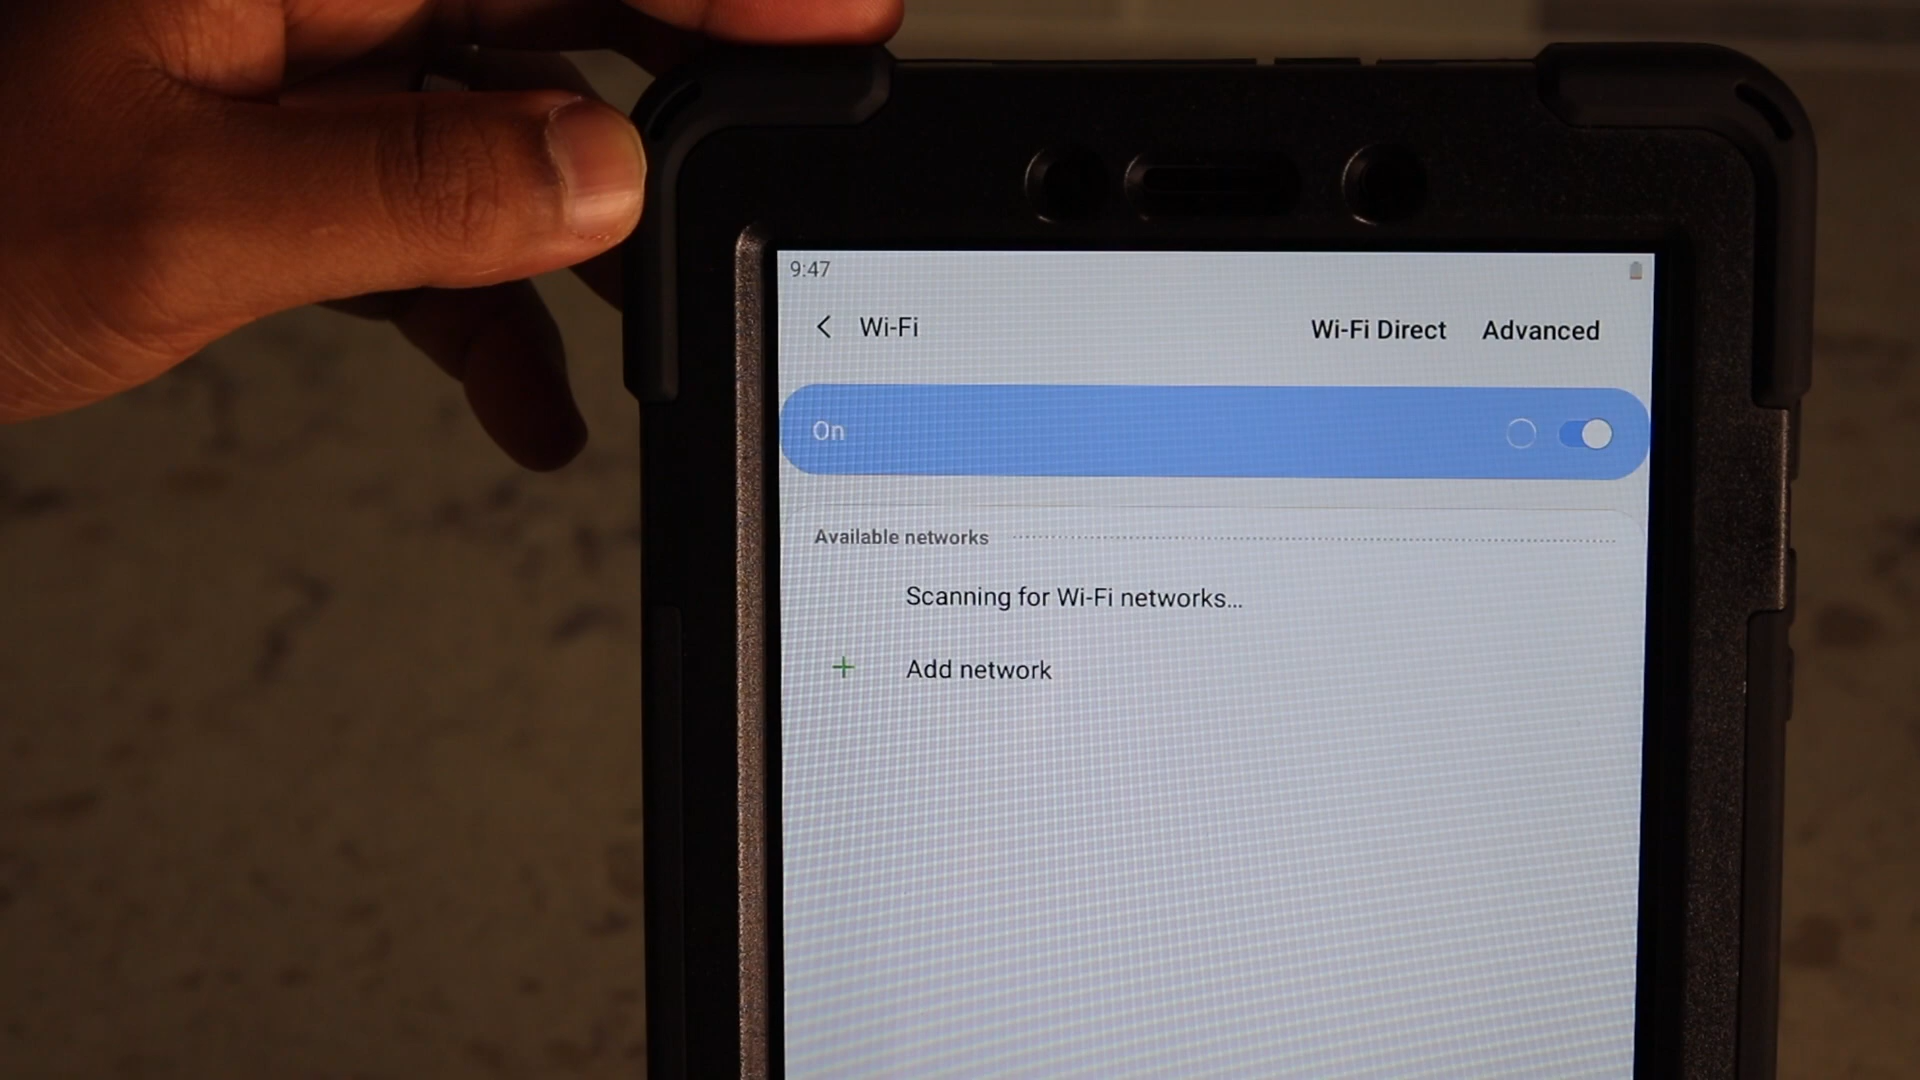 9:47
Wi-Fi
Wi-Fi Direct Advanced
On
Available networks
Scanning for Wi-Fi networks...
Add network